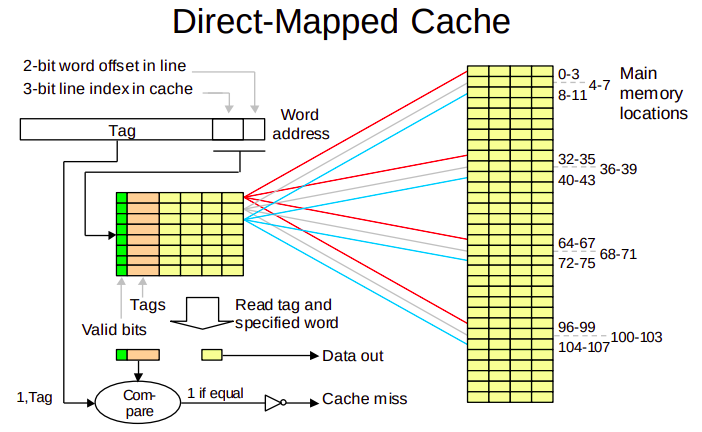 Direct-Mapped Cache
2-bit word offset in line
3-bit line index in cache
Tag
Word
address
0-3
4-7
8-11
Main
memory
locations
32-35
36-39
40-43
64-67
68-71
72-75
96-99
100-103
104-107
Tags
Valid bits
Read tag and
specified word
Data out
1,Tag
Com-
pare
1 if equal
Cache miss